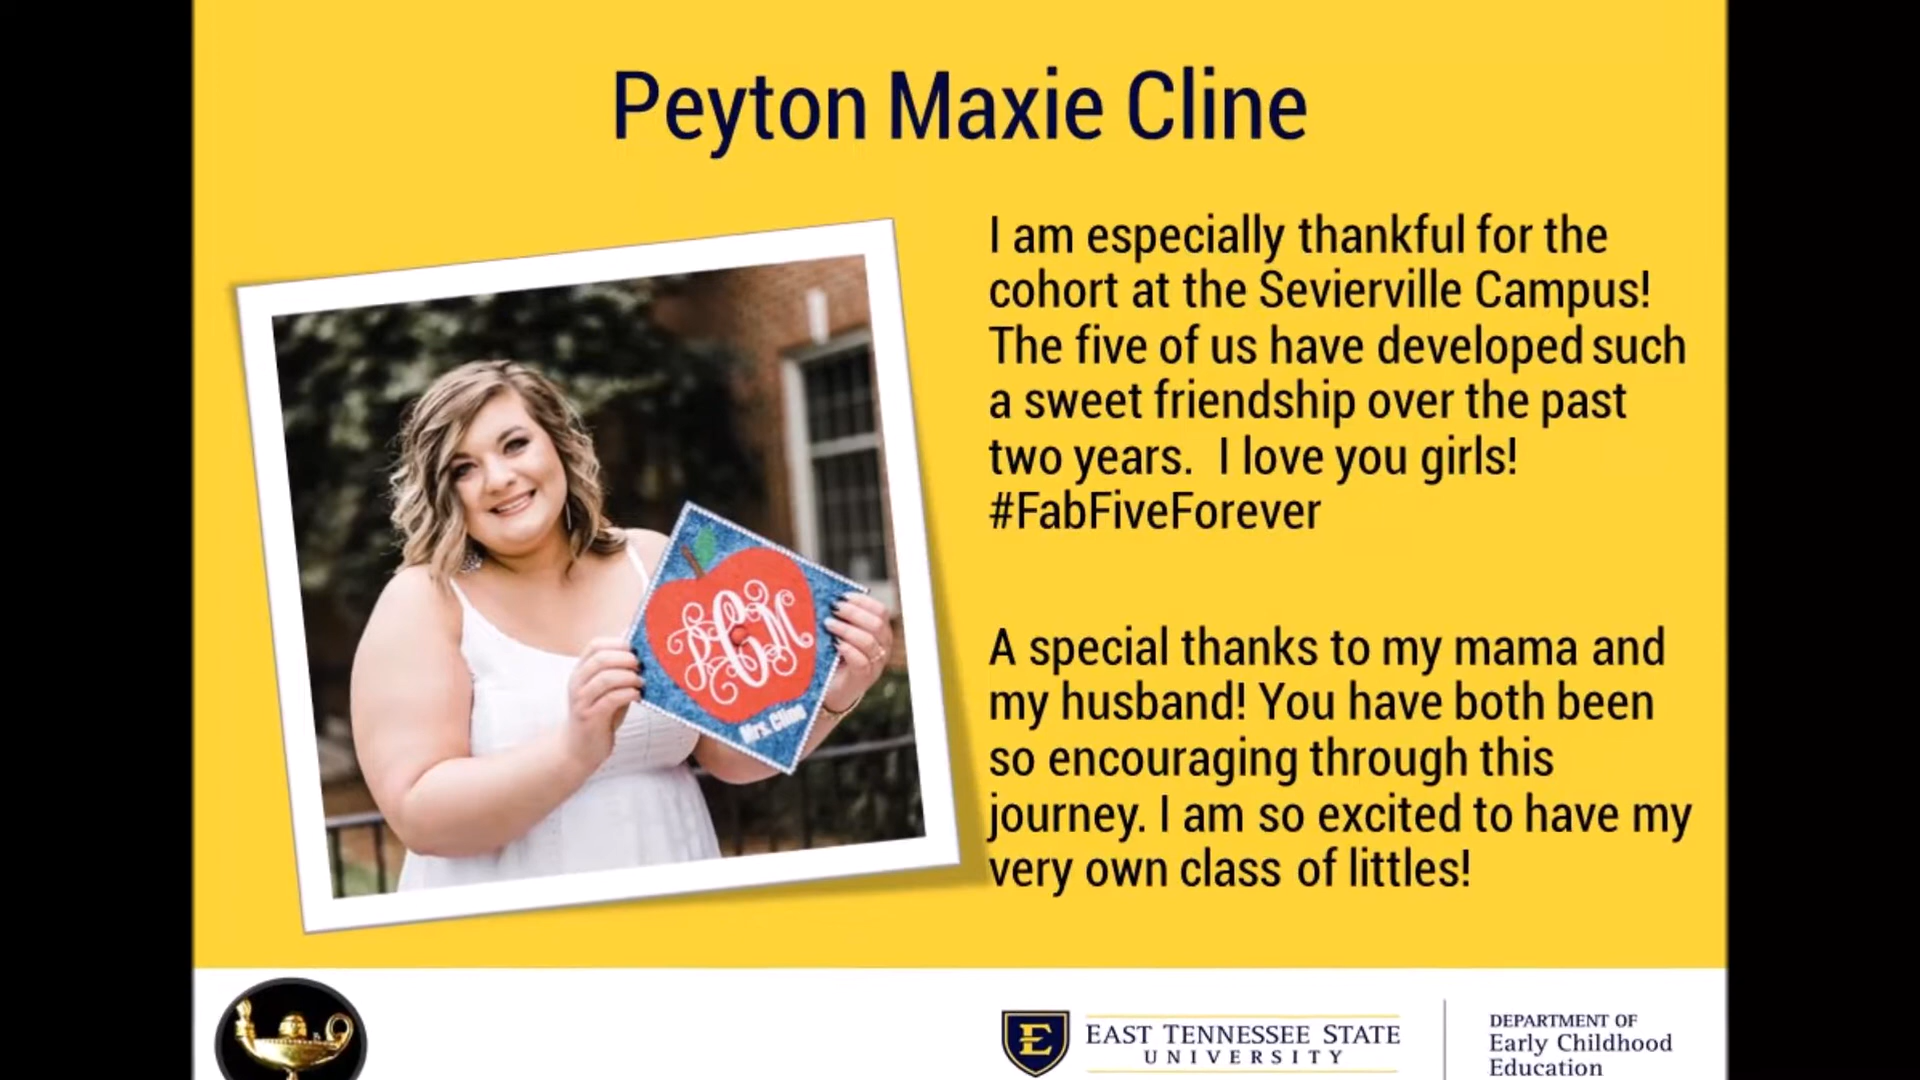 Peyton Maxie Cline
I am especially thankful for the
cohort at the Sevierville Campus!
The five of us have developed such
a sweet friendship over the past
two years.  I love you girls!
#FabFiveForever
A special thanks to my mama and
my husband! You have both been
so encouraging through this
journey. I am so excited to have my
very own class of littles!
PCM
Mrs. Cline
E
EAST TENNESSEE STATE
UNIVERSITY
DEPARTMENT OF
Early Childhood
Education